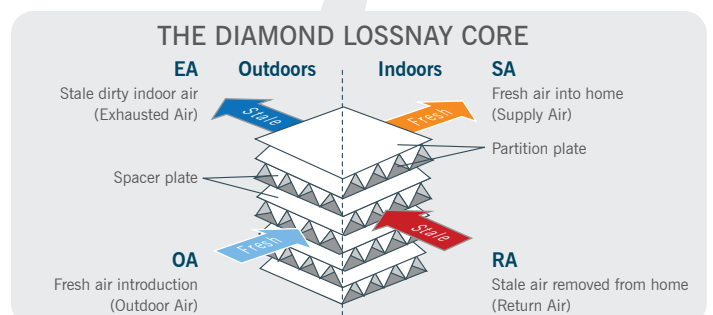 THE DIAMOND LOSSNAY CORE
EA Outdoors Indoors SA
Stale dirty indoor air
(Exhausted Air)
Stale
Fresh
Fresh air into home
(Supply Air)
Partition plate
Spacer plate
Fresh
Stale
OA
Fresh air introduction
(Outdoor Air)
RA
Stale air removed from home
(Return Air)